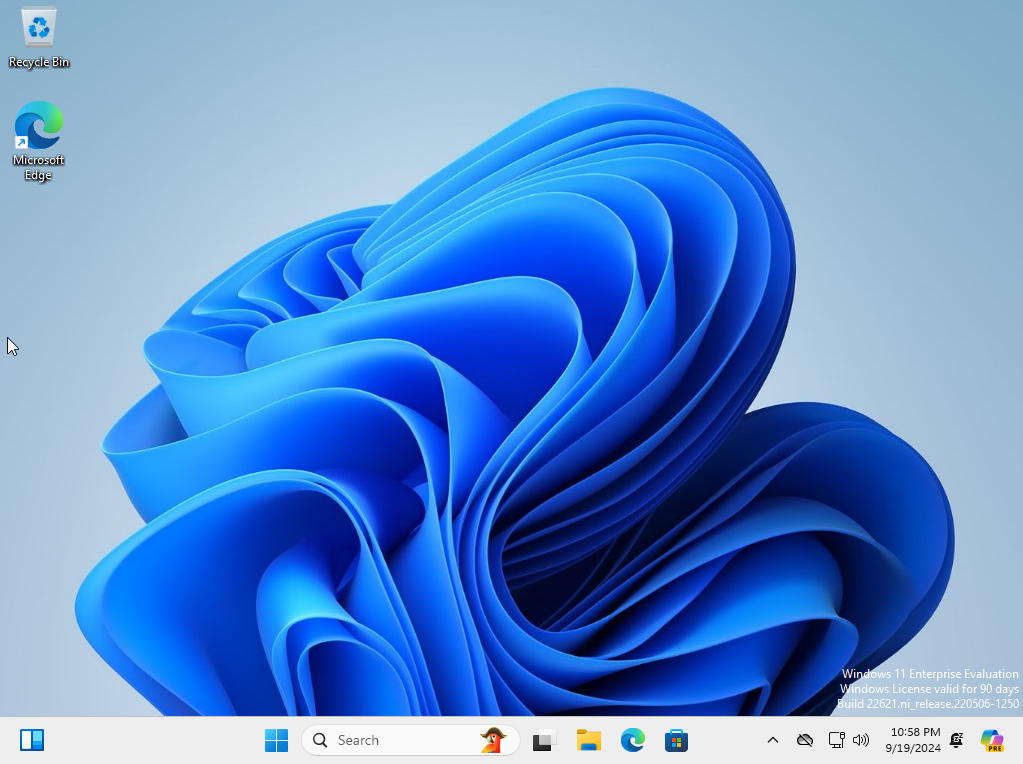 Recycle Bin
Microsoft
Edge
Windows 11 Enterprise Evaluation
Windows License valid for 90 days
Build 22621.ni_release.220506-1250
Search
10:58 PM
9/19/2024
PRE